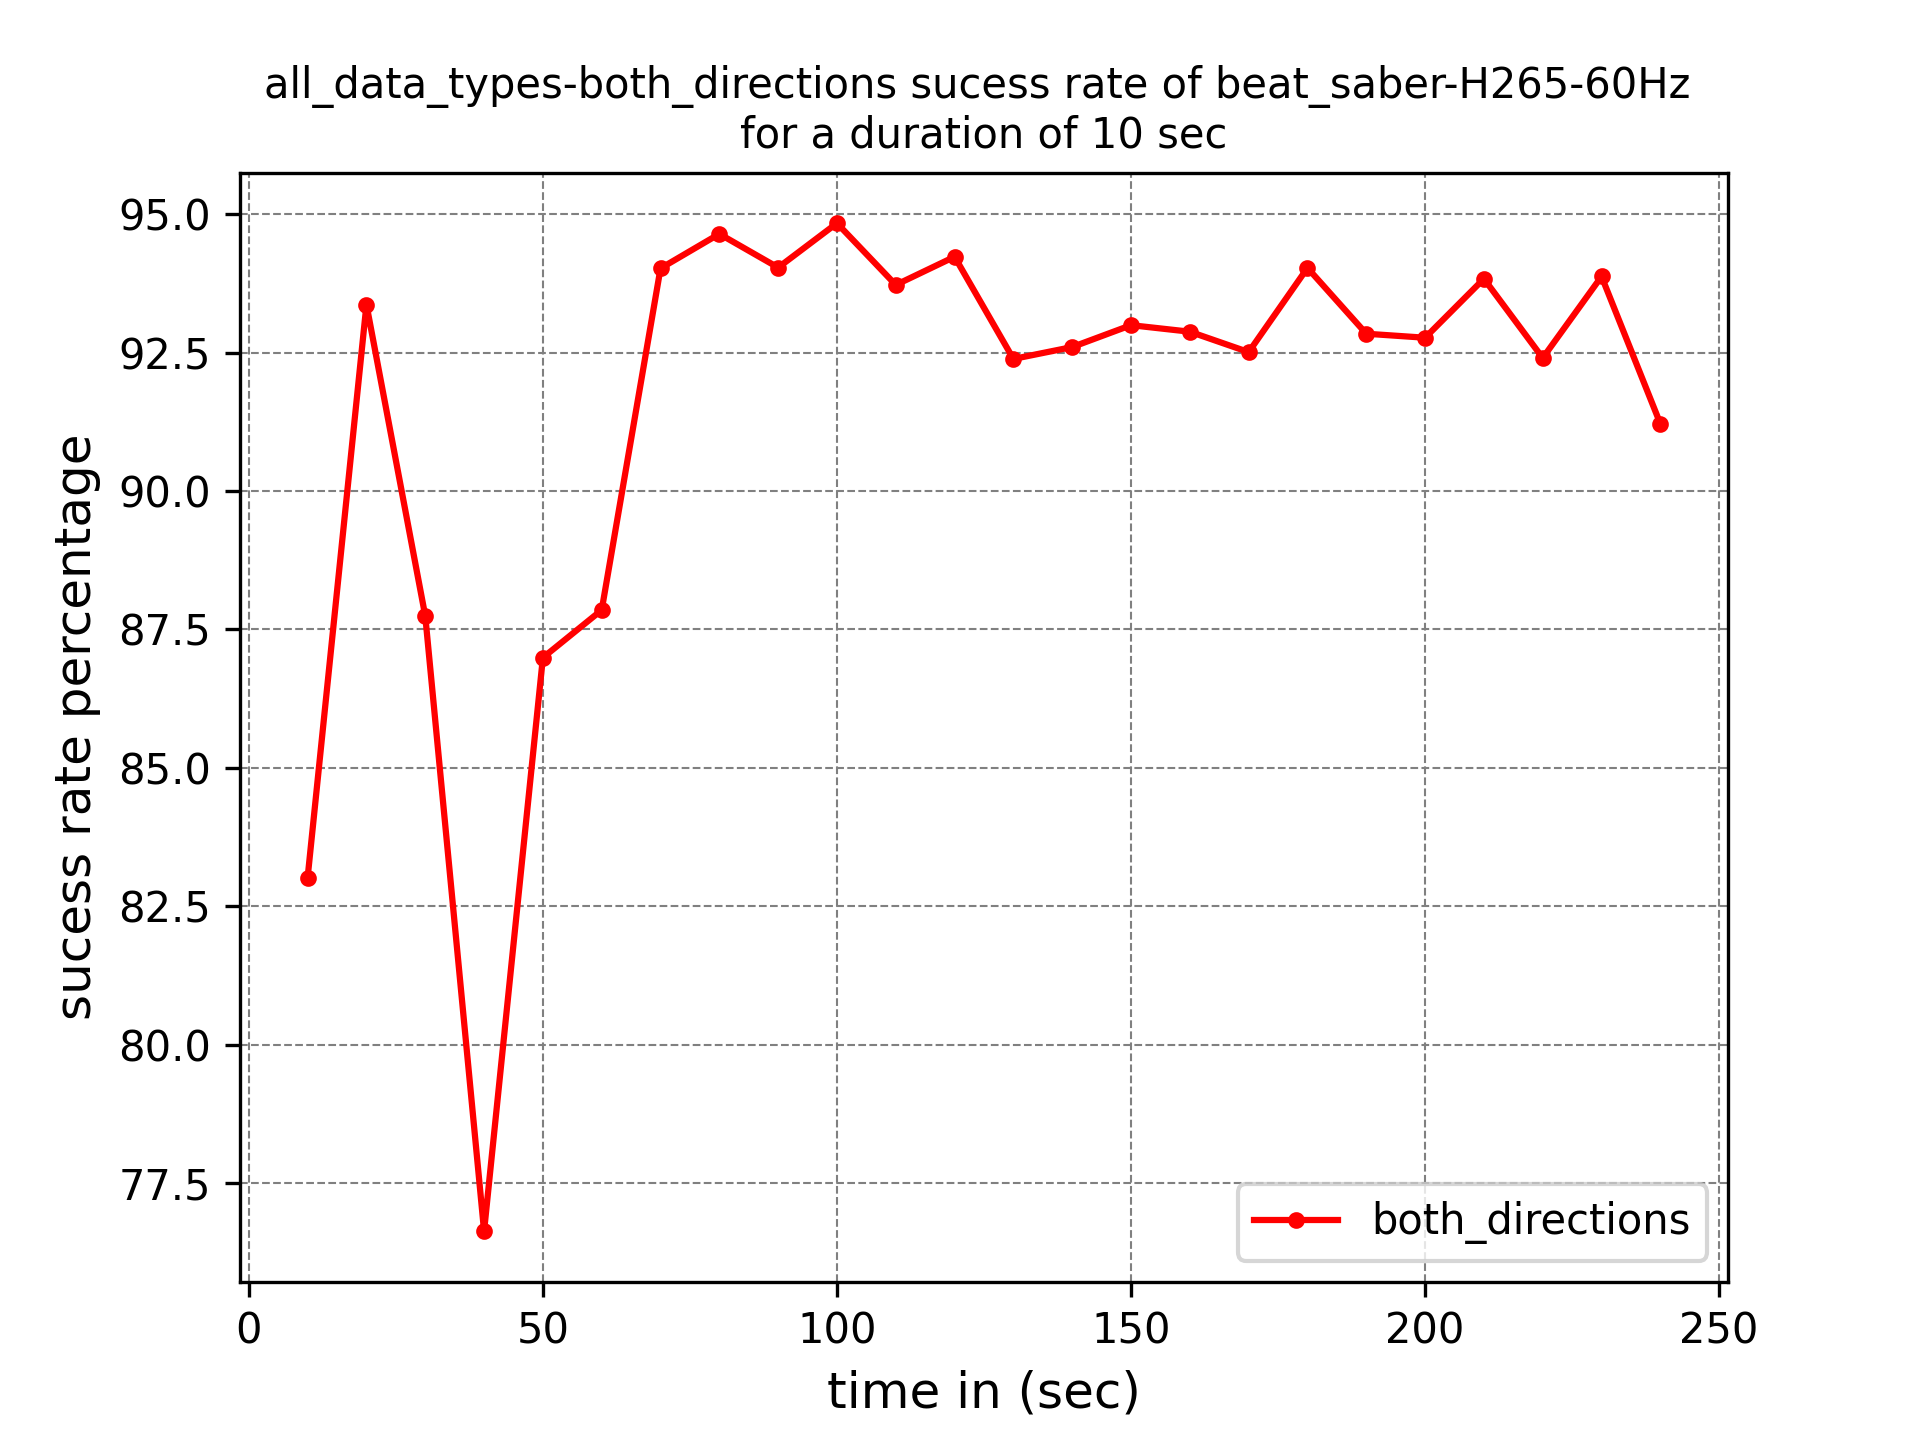 all_data_types-both_directions sucess rate of beat_saber-H265-60Hz
for a duration of 10 sec
sucess rate percentage
95.0
92.5
90.0
87.5
85.0
82.5
80.0
77.5
both_directions
0 50 100 150 200 250
time in (sec)